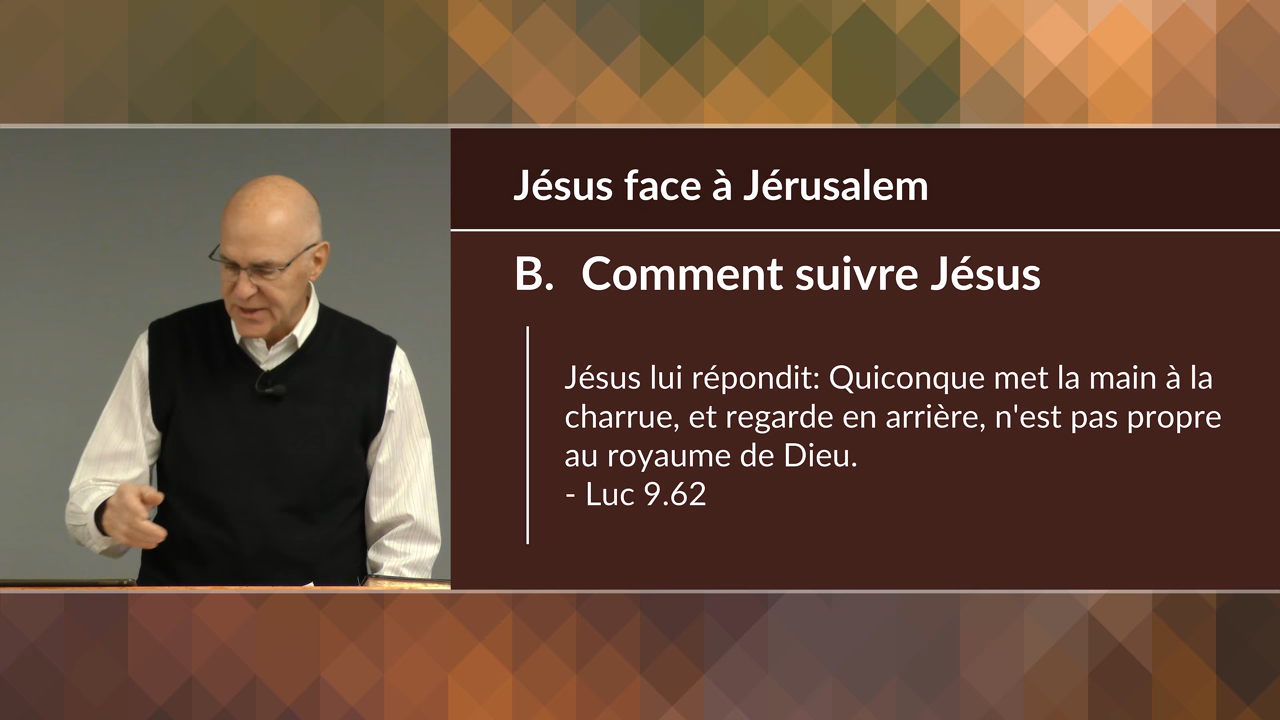 Jésus face à Jérusalem
B. Comment suivre Jésus
Jésus lui répondit: Quiconque met la main à la
charrue, et regarde en arrière, n'est pas propre
au royaume de Dieu.
- Luc 9.62